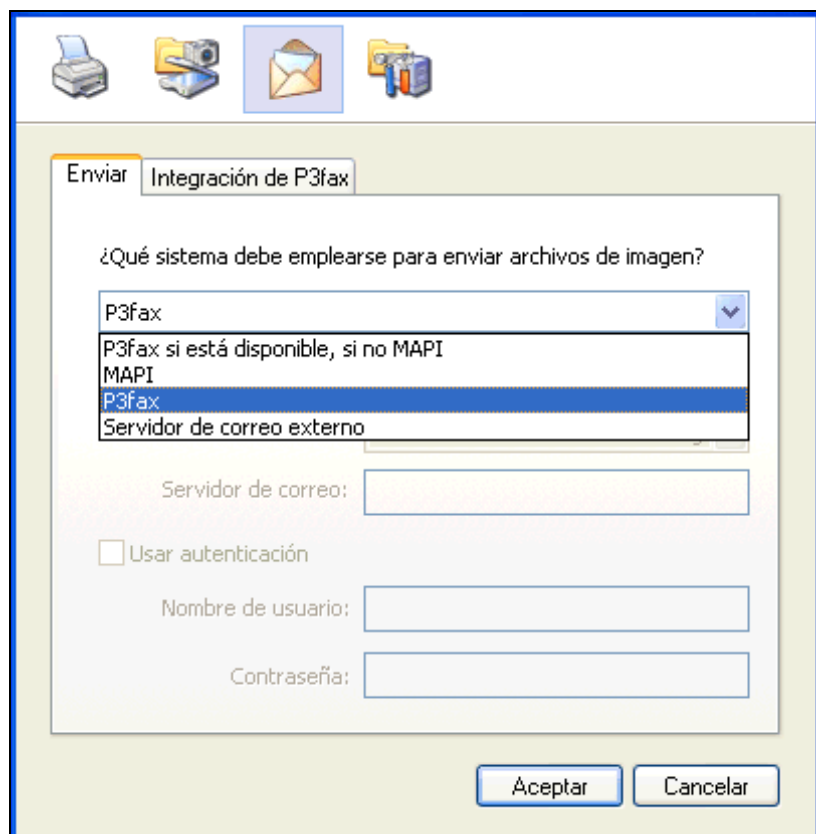 Enviar
Integración de P3fax
¿Qué sistema debe emplearse para enviar archivos de imagen?
P3fax
P3fax si está disponible, si no MAPI
MAPI
P3fax
Servidor de correo externo
Servidor de correo:
Usar autenticación
Nombre de usuario:
Contraseña:
Aceptar
Cancelar